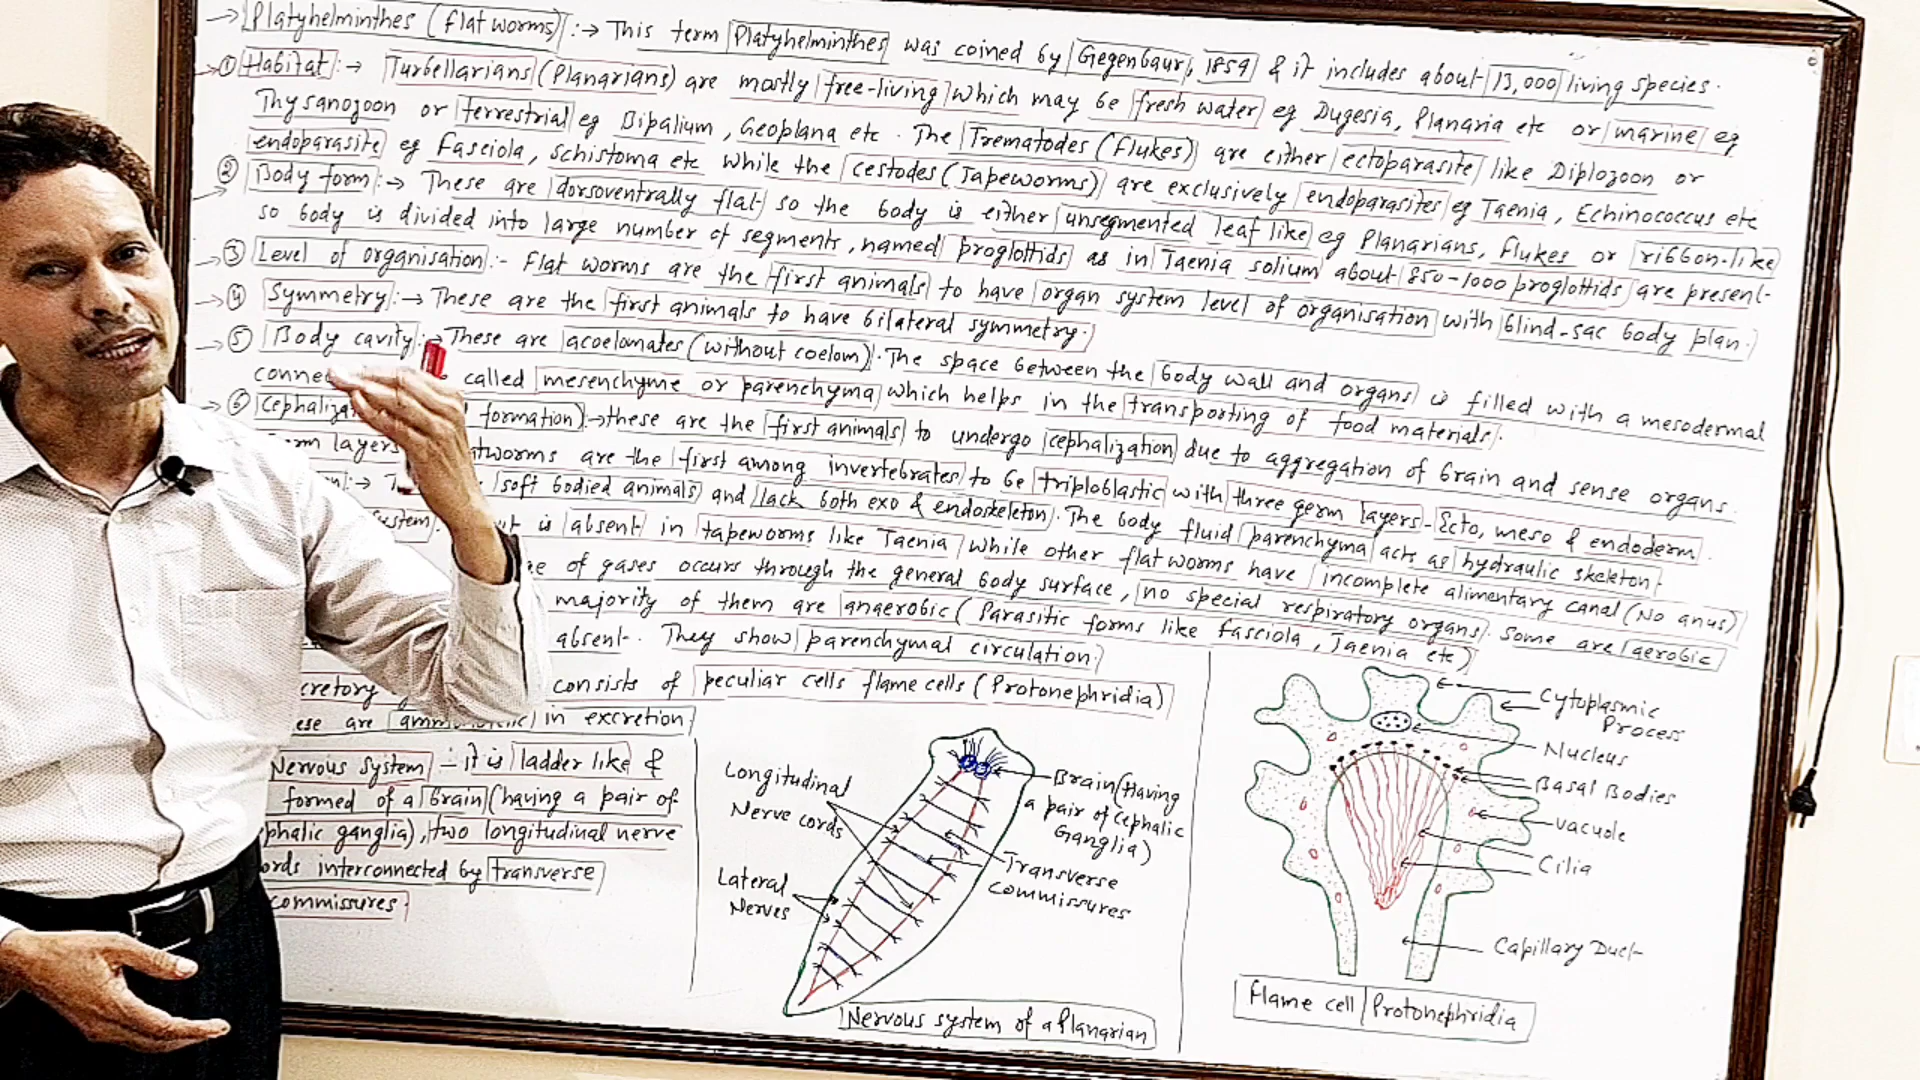 → Platyhelminthes (flat worms) :→ This term Platyhelminthes was coined by Gegenbaur, 1859 & it includes about 13,000 living species.
→ ① Habitat :→ Turbellarians (Planarians) are mostly free-living which may be fresh water eg Dugesia, Planaria etc or marine eg
Thysanozoon or terrestrial eg Bipalium, Geoplana etc. The Trematodes (flukes) are either ectoparasite like Diplozoon or
endoparasite eg Fasciola, Schistoma etc while the cestodes (Tapeworms) are exclusively endoparasites eg Taenia, Echinococcus etc
→ ② Body form :→ These are dorsoventrally flat so the body is either unsegmented leaf like eg Planarians, flukes or ribbon-like
so body is divided into large number of segments, named proglottids as in Taenia solium about 850-1000 proglottids are present.
→ ③ Level of organisation :- Flat worms are the first animals to have organ system level of organisation with blind-sac body plan.
→ ④ Symmetry :→ These are the first animals to have bilateral symmetry.
→ ⑤ Body cavity :→ These are acoelomates (without coelom). The space between the body wall and organs is filled with a mesodermal
called mesenchyme or parenchyma which helps in the transporting of food materials.
→ ⑥ formation) :→ these are the first animals to undergo cephalization due to aggregation of brain and sense organs.
layers are the first among invertebrates to be triploblastic with three germ layers - Ecto, meso & endoderm.
soft bodied animals and lack both exo & endoskeleton. The body fluid parenchyma acts as hydraulic skeleton.
is absent in tapeworms like Taenia while other flat worms have incomplete alimentary canal (No anus)
of gases occurs through the general body surface, no special respiratory organs. Some are aerobic
majority of them are anaerobic (Parasitic forms like fasciola, Taenia etc)
absent. They show parenchymal circulation.
consists of peculiar cells flame cells (Protonephridia)
are in excretion
Nervous system :- it is ladder like &
formed of a brain (having a pair of
ganglia), two longitudinal nerve
interconnected by transverse
commissures.
Longitudinal
Nerve cords
Lateral
Nerves
Brain (Having
a pair of Cephalic
Ganglia)
Transverse
Commissures
Nervous system of a Planarian
Cytoplasmic
Process
Nucleus
Basal Bodies
Vacuole
Cilia
Capillary Duct
Flame cell | Protonephridia